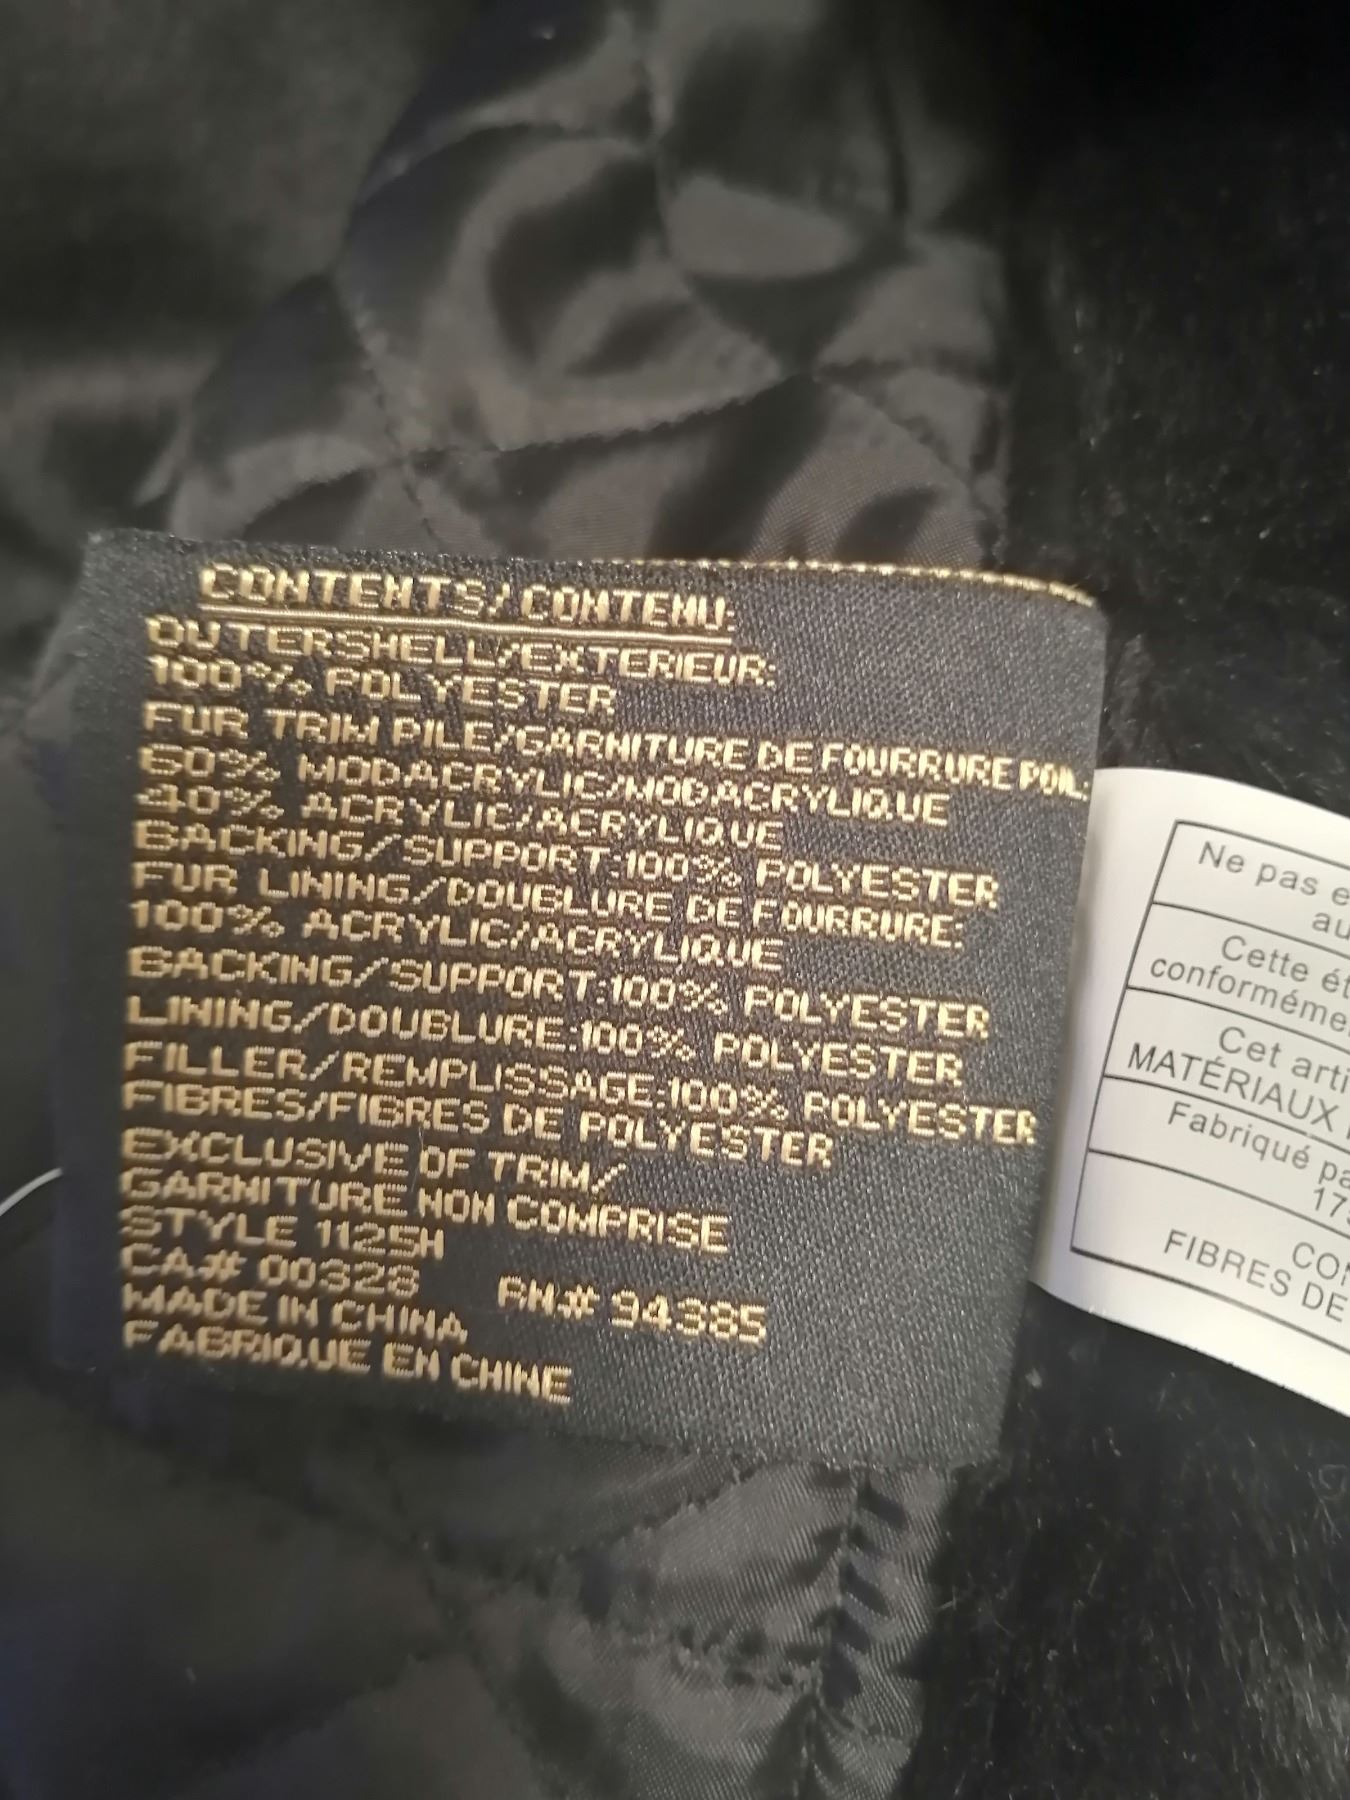 CONTENTS/CONTENU:
OUTERSHELL/EXTERIEUR:
100% POLYESTER
FUR TRIM PILE/GARNITURE DE FOURRURE POIL:
60% MODACRYLIC/MODACRYLIQUE
40% ACRYLIC/ACRYLIQUE
BACKING/SUPPORT:100% POLYESTER
FUR LINING/DOUBLURE DE FOURRURE:
100% ACRYLIC/ACRYLIQUE
BACKING/SUPPORT:100% POLYESTER
LINING/DOUBLURE:100% POLYESTER
FILLER/REMPLISSAGE:100% POLYESTER
FIBRES/FIBRES DE POLYESTER
EXCLUSIVE OF TRIM/
GARNITURE NON COMPRISE
STYLE 1125H
CA# 00328 RN# 94385
MADE IN CHINA
FABRIQUE EN CHINE
Ne pas e
au
Cette ét
conforméme
Cet arti
MATÉRIAUX
Fabriqué pa
17
CON
FIBRES DE